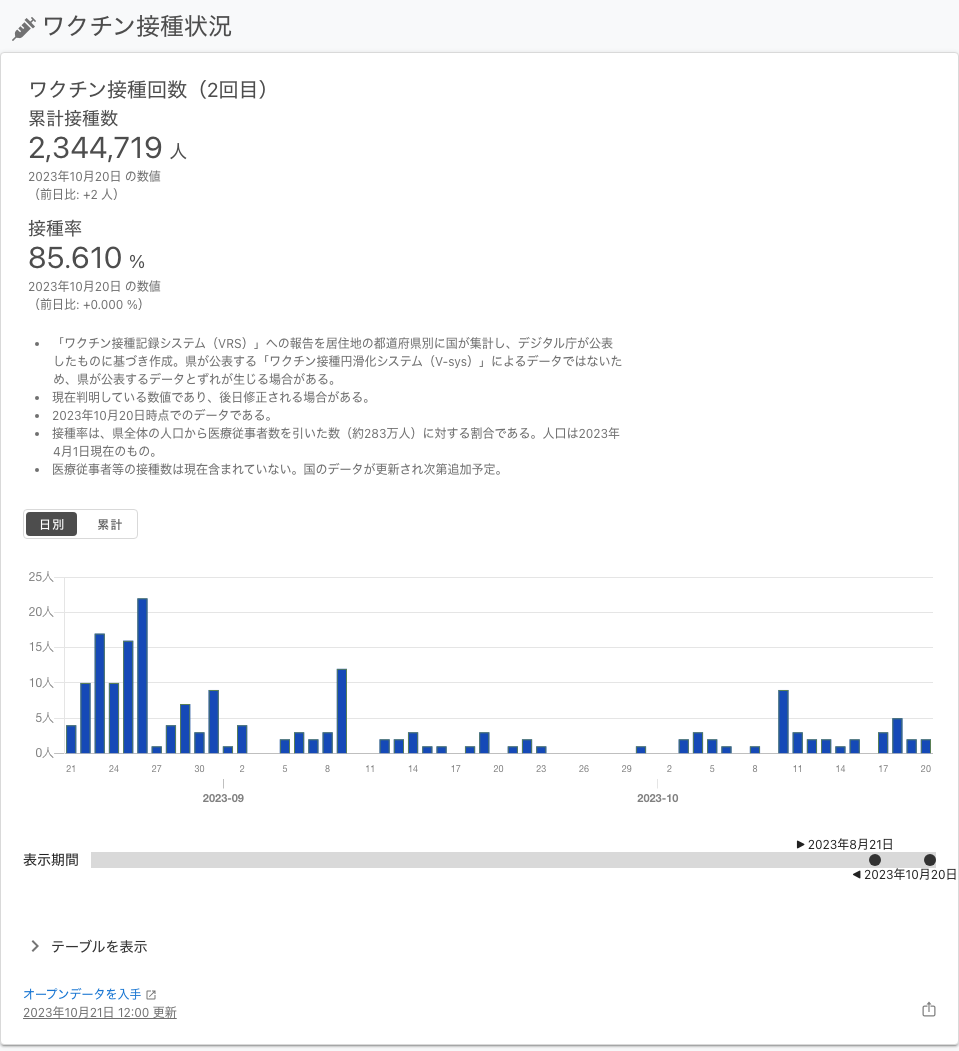 ワクチン接種状況
ワクチン接種回数（2回目）
累計接種数
2,344,719 人
2023年10月20日 の数値
（前日比: +2 人）
接種率
85.610 %
2023年10月20日 の数値
（前日比: +0.000 %）
• 「ワクチン接種記録システム（VRS）」への報告を居住地の都道府県別に国が集計し、デジタル庁が公表
したものに基づき作成。県が公表する「ワクチン接種円滑化システム（V-sys）」によるデータではないた
め、県が公表するデータとずれが生じる場合がある。
• 現在判明している数値であり、後日修正される場合がある。
• 2023年10月20日時点でのデータである。
• 接種率は、県全体の人口から医療従事者数を引いた数（約283万人）に対する割合である。人口は2023年
4月1日現在のもの。
• 医療従事者等の接種数は現在含まれていない。国のデータが更新され次第追加予定。
日別 累計
25人
20人
15人
10人
5人
0人
21 24 27 30 2 5 8 11 14 17 20 23 26 29 2 5 8 11 14 17 20
2023-09 2023-10
▶ 2023年8月21日
表示期間
◀ 2023年10月20日
テーブルを表示
オープンデータを入手
2023年10月21日 12:00 更新